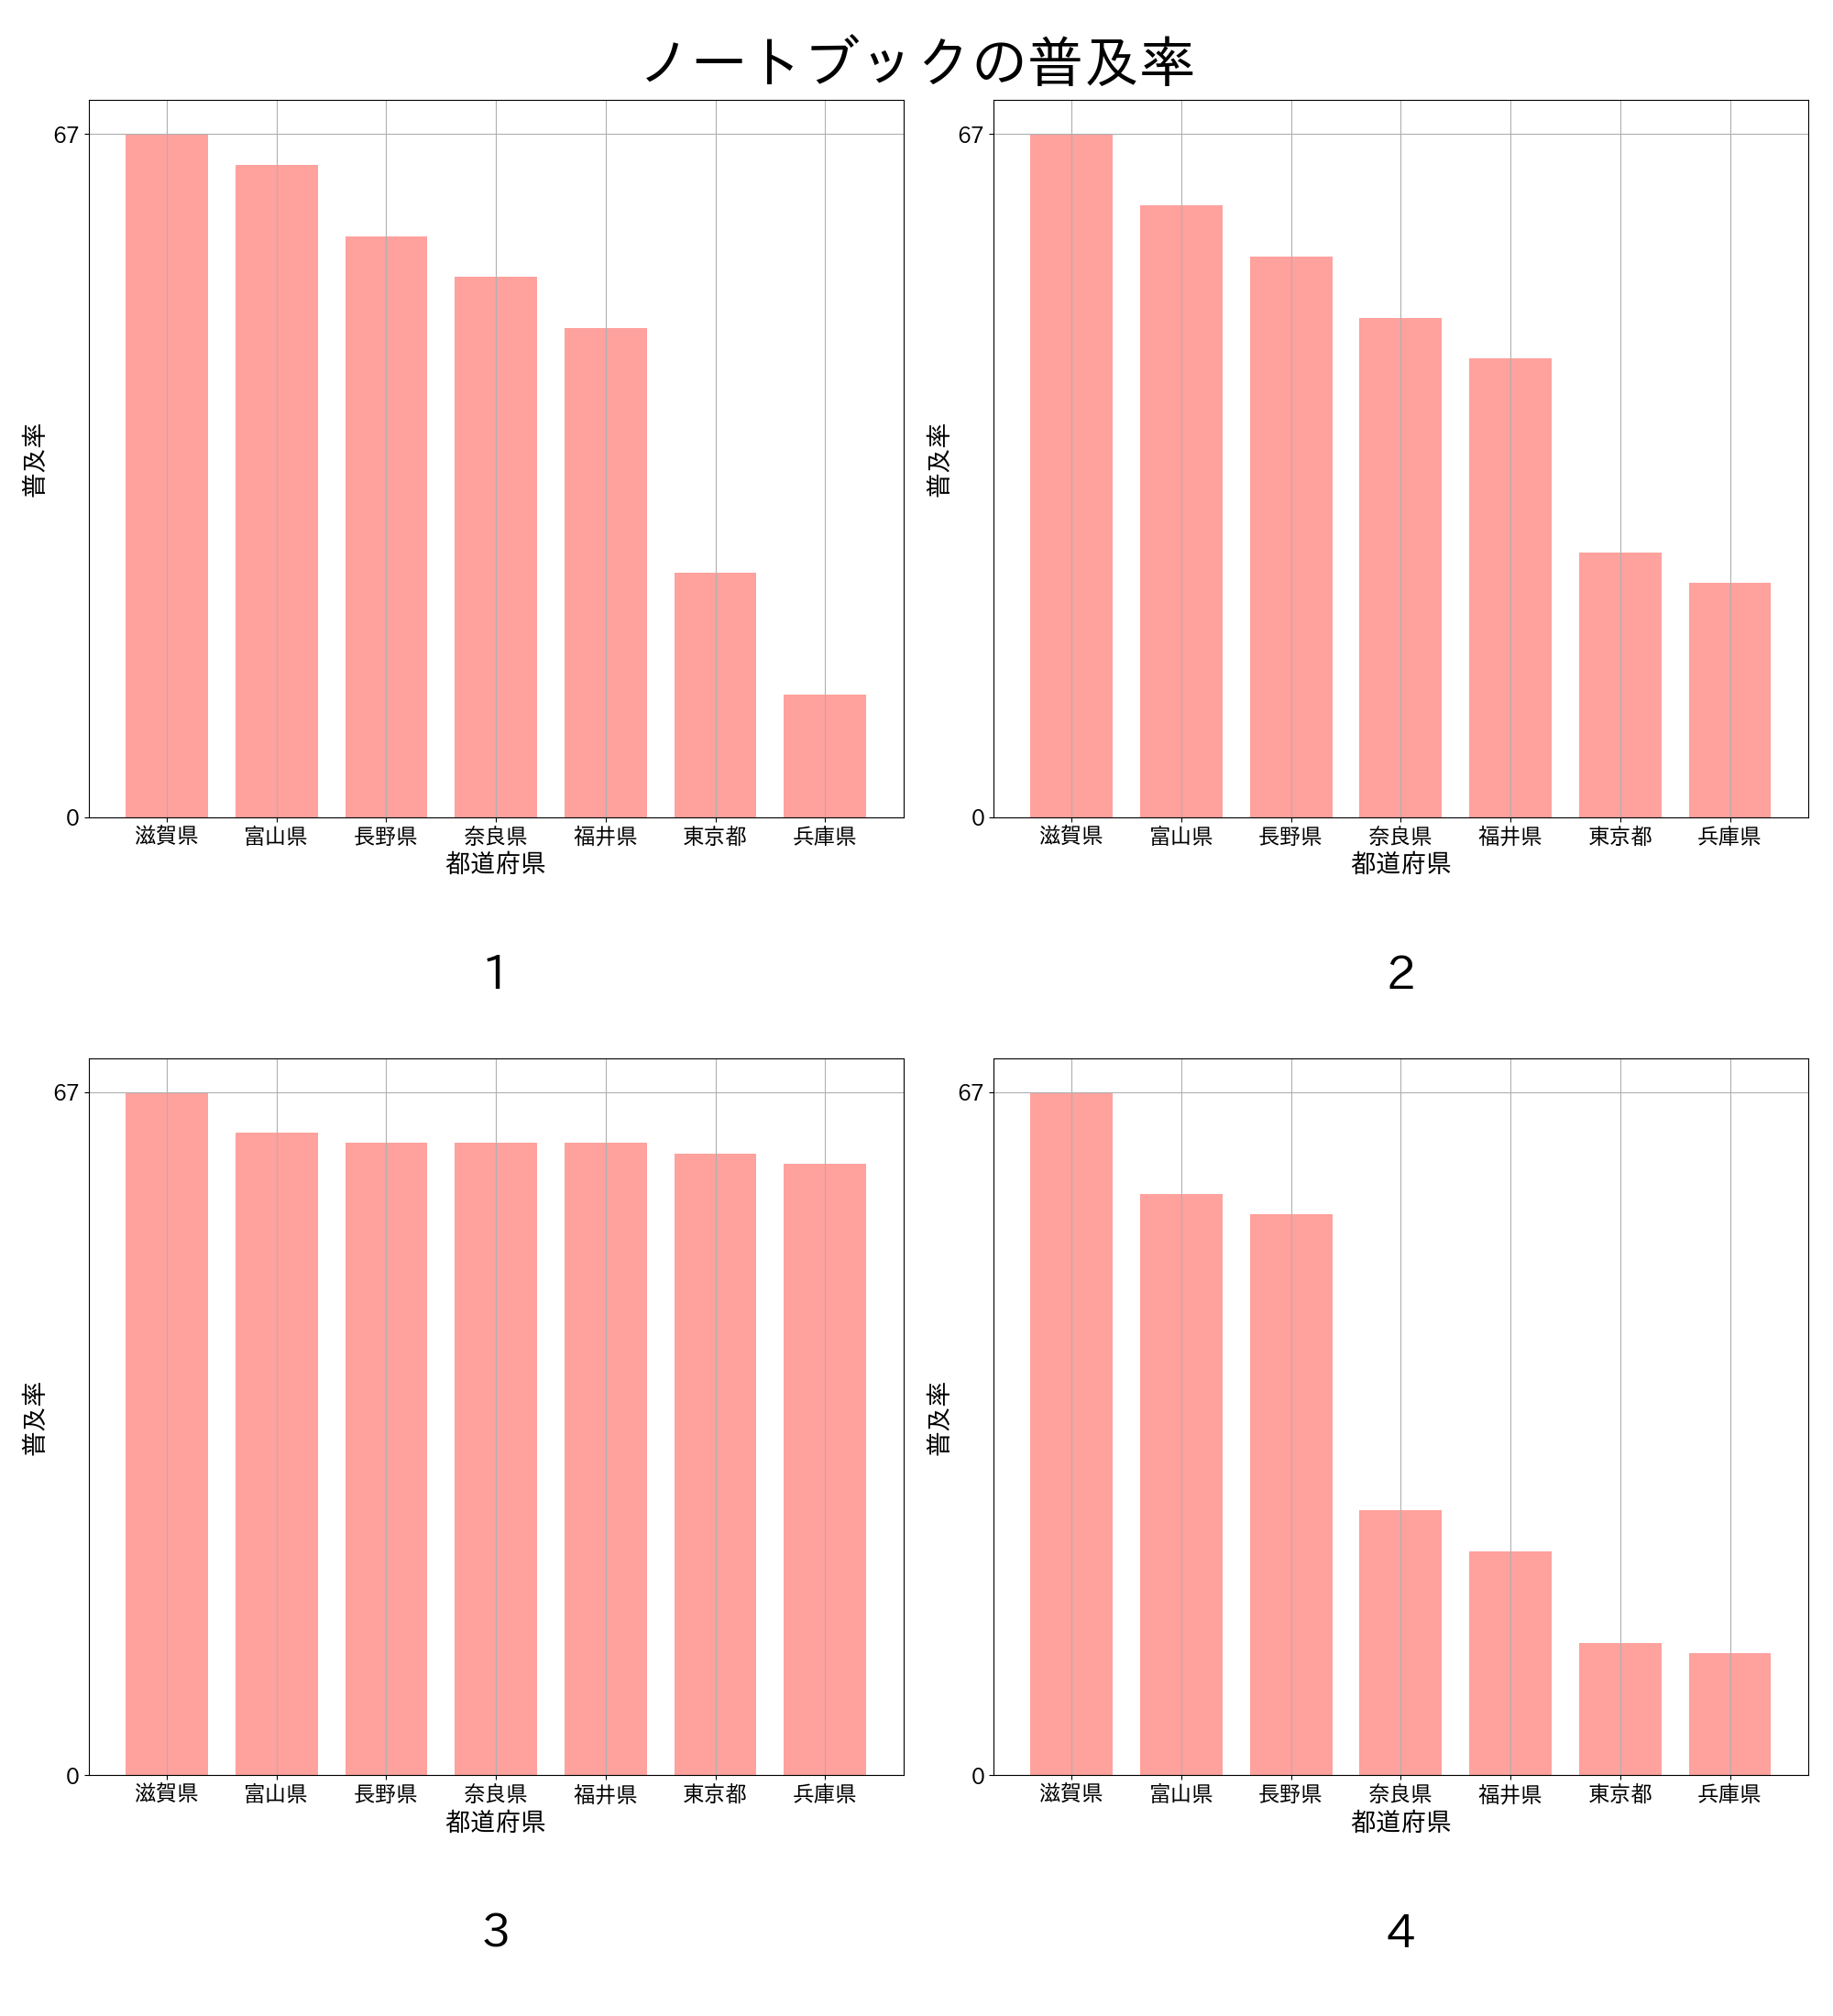 ノートブックの普及率
67
0
普及率
滋賀県 富山県 長野県 奈良県 福井県 東京都 兵庫県
都道府県
1
67
0
普及率
滋賀県 富山県 長野県 奈良県 福井県 東京都 兵庫県
都道府県
2
67
0
普及率
滋賀県 富山県 長野県 奈良県 福井県 東京都 兵庫県
都道府県
3
67
0
普及率
滋賀県 富山県 長野県 奈良県 福井県 東京都 兵庫県
都道府県
4